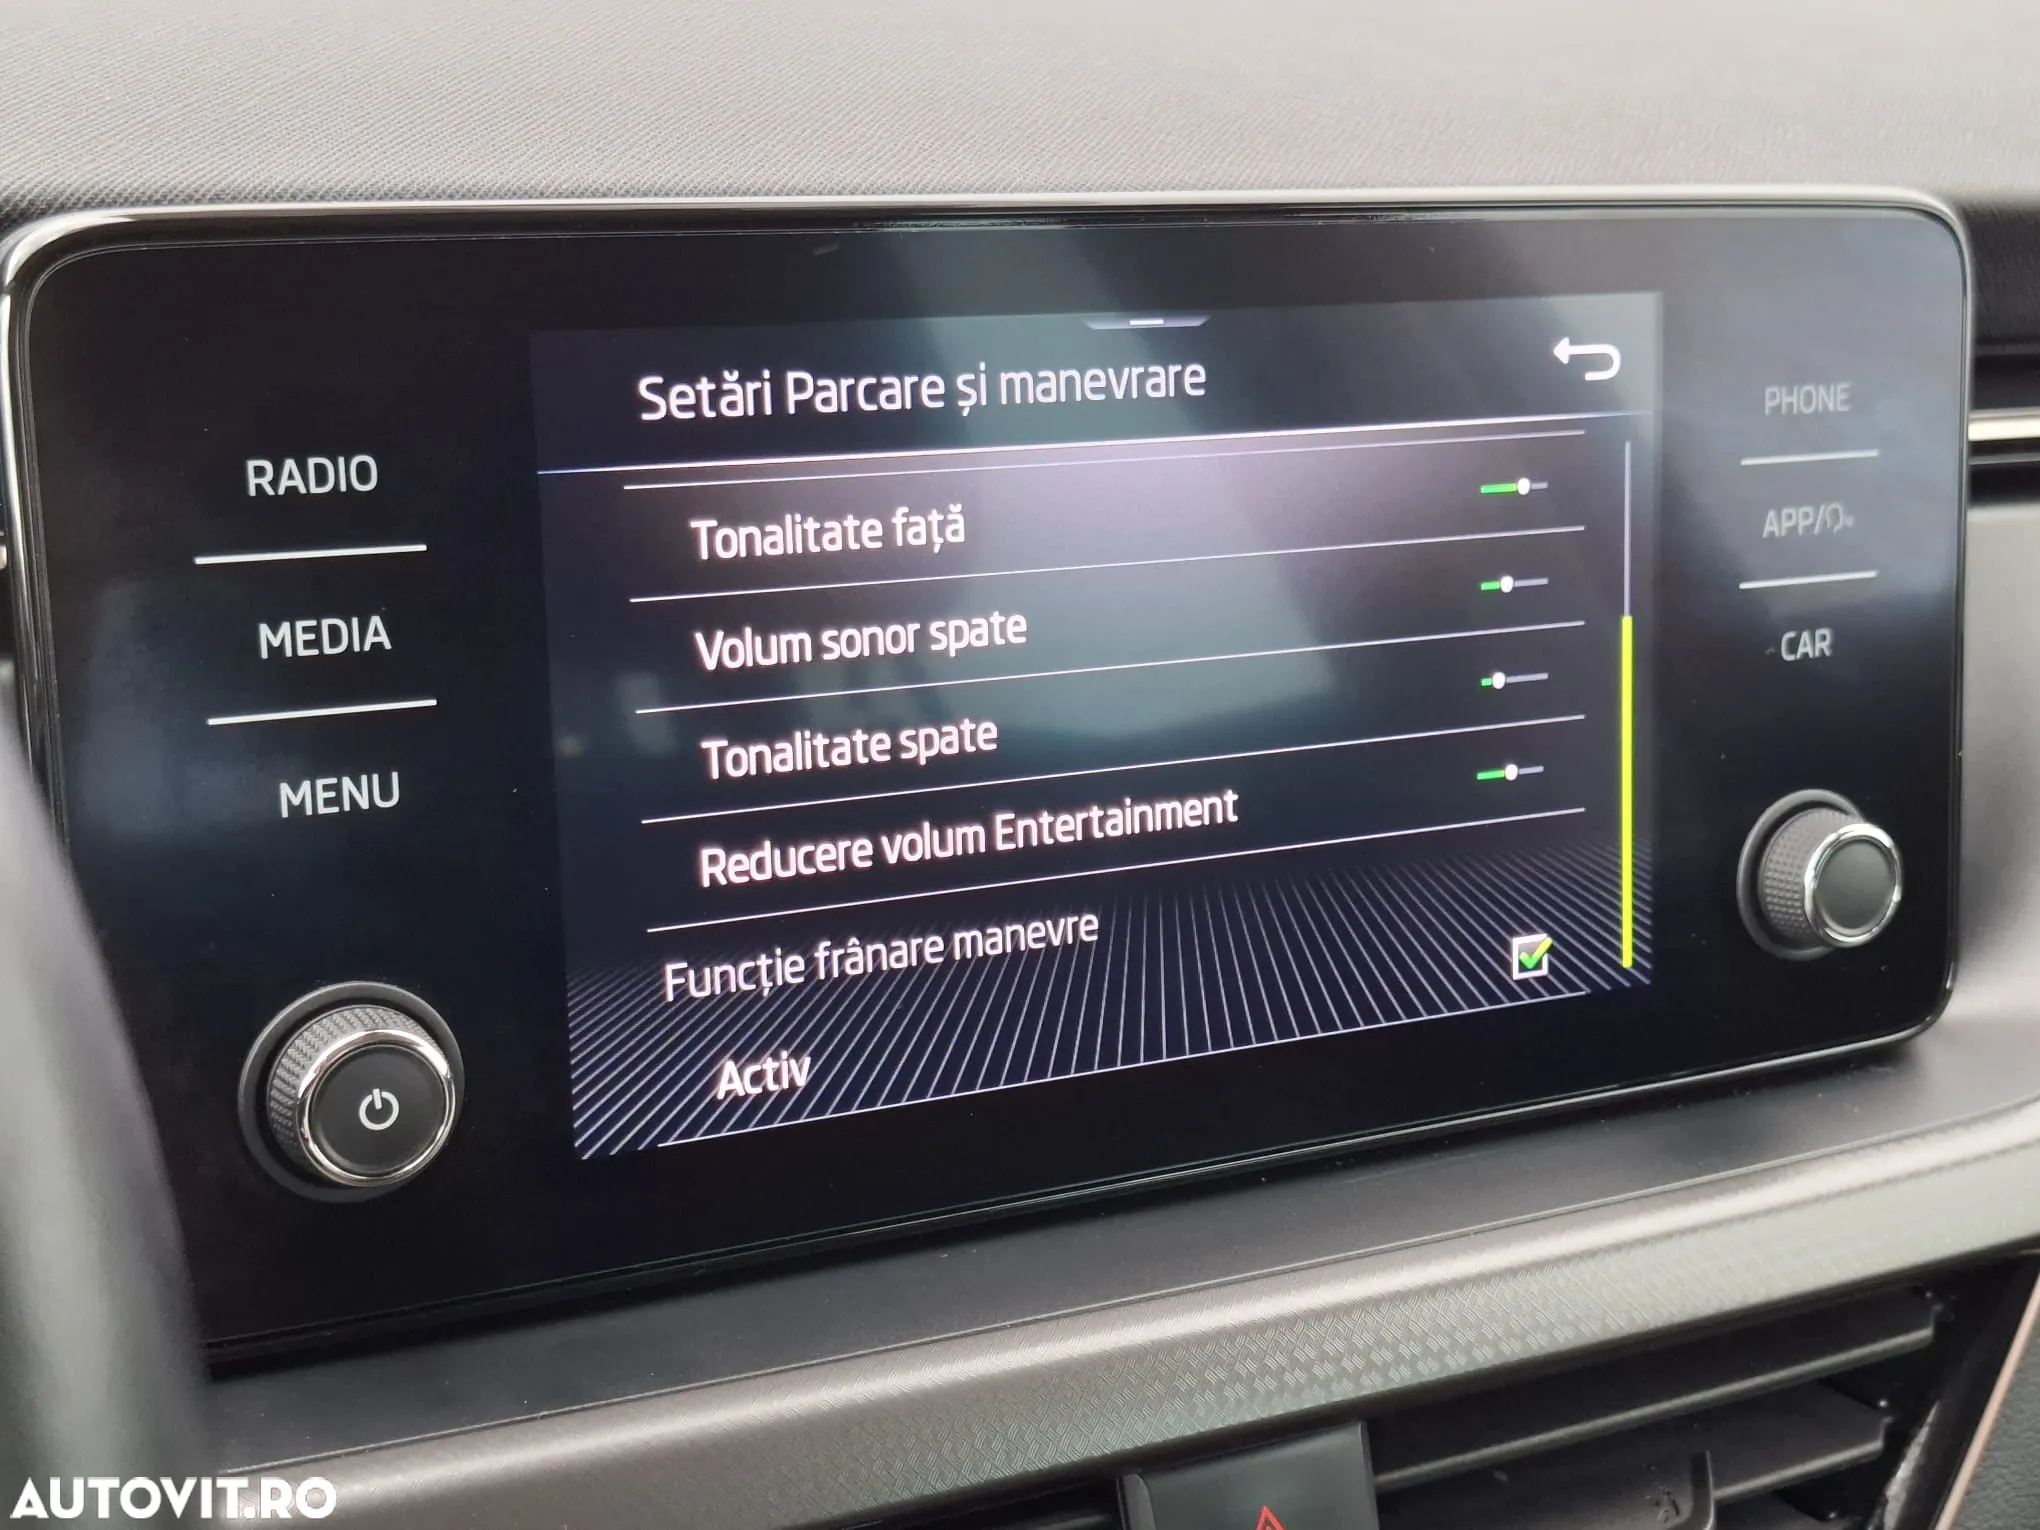 Setări Parcare și manevrare
RADIO
MEDIA
MENU
Tonalitate față
Volum sonor spate
Tonalitate spate
Reducere volum Entertainment
Funcție frânare manevre
Activ
PHONE
APP/
CAR
AUTOVIT.RO